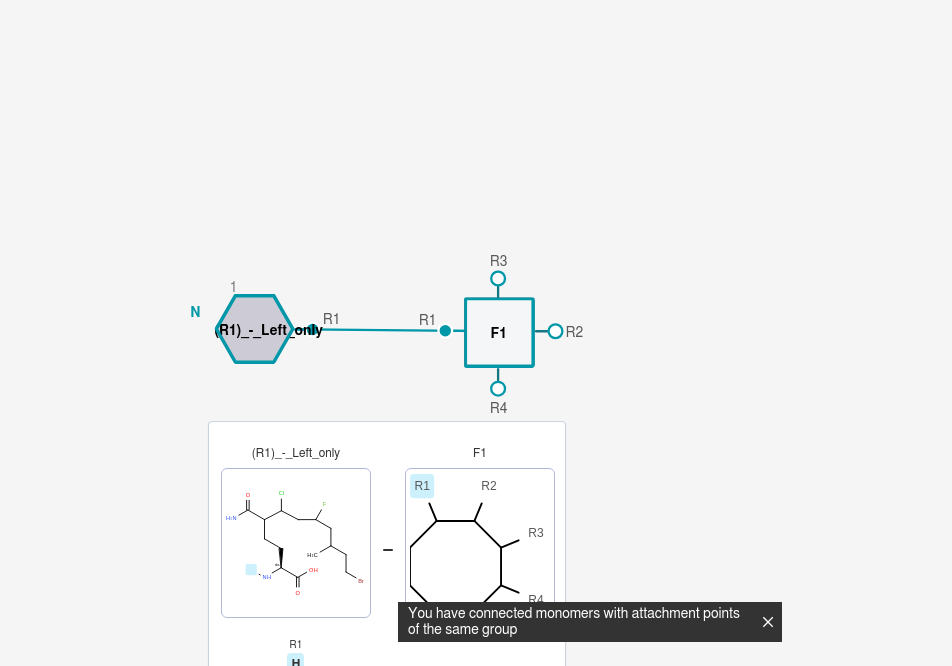 R3
1
N
(R1)_-_Left_only
R1
R1
F1
R2
R4
(R1)_-_Left_only
F1
R1
R2
R3
R4
O
H₂N
Cl
F
H₃C
NH
OH
O
Br
You have connected monomers with attachment points
of the same group
R1
H